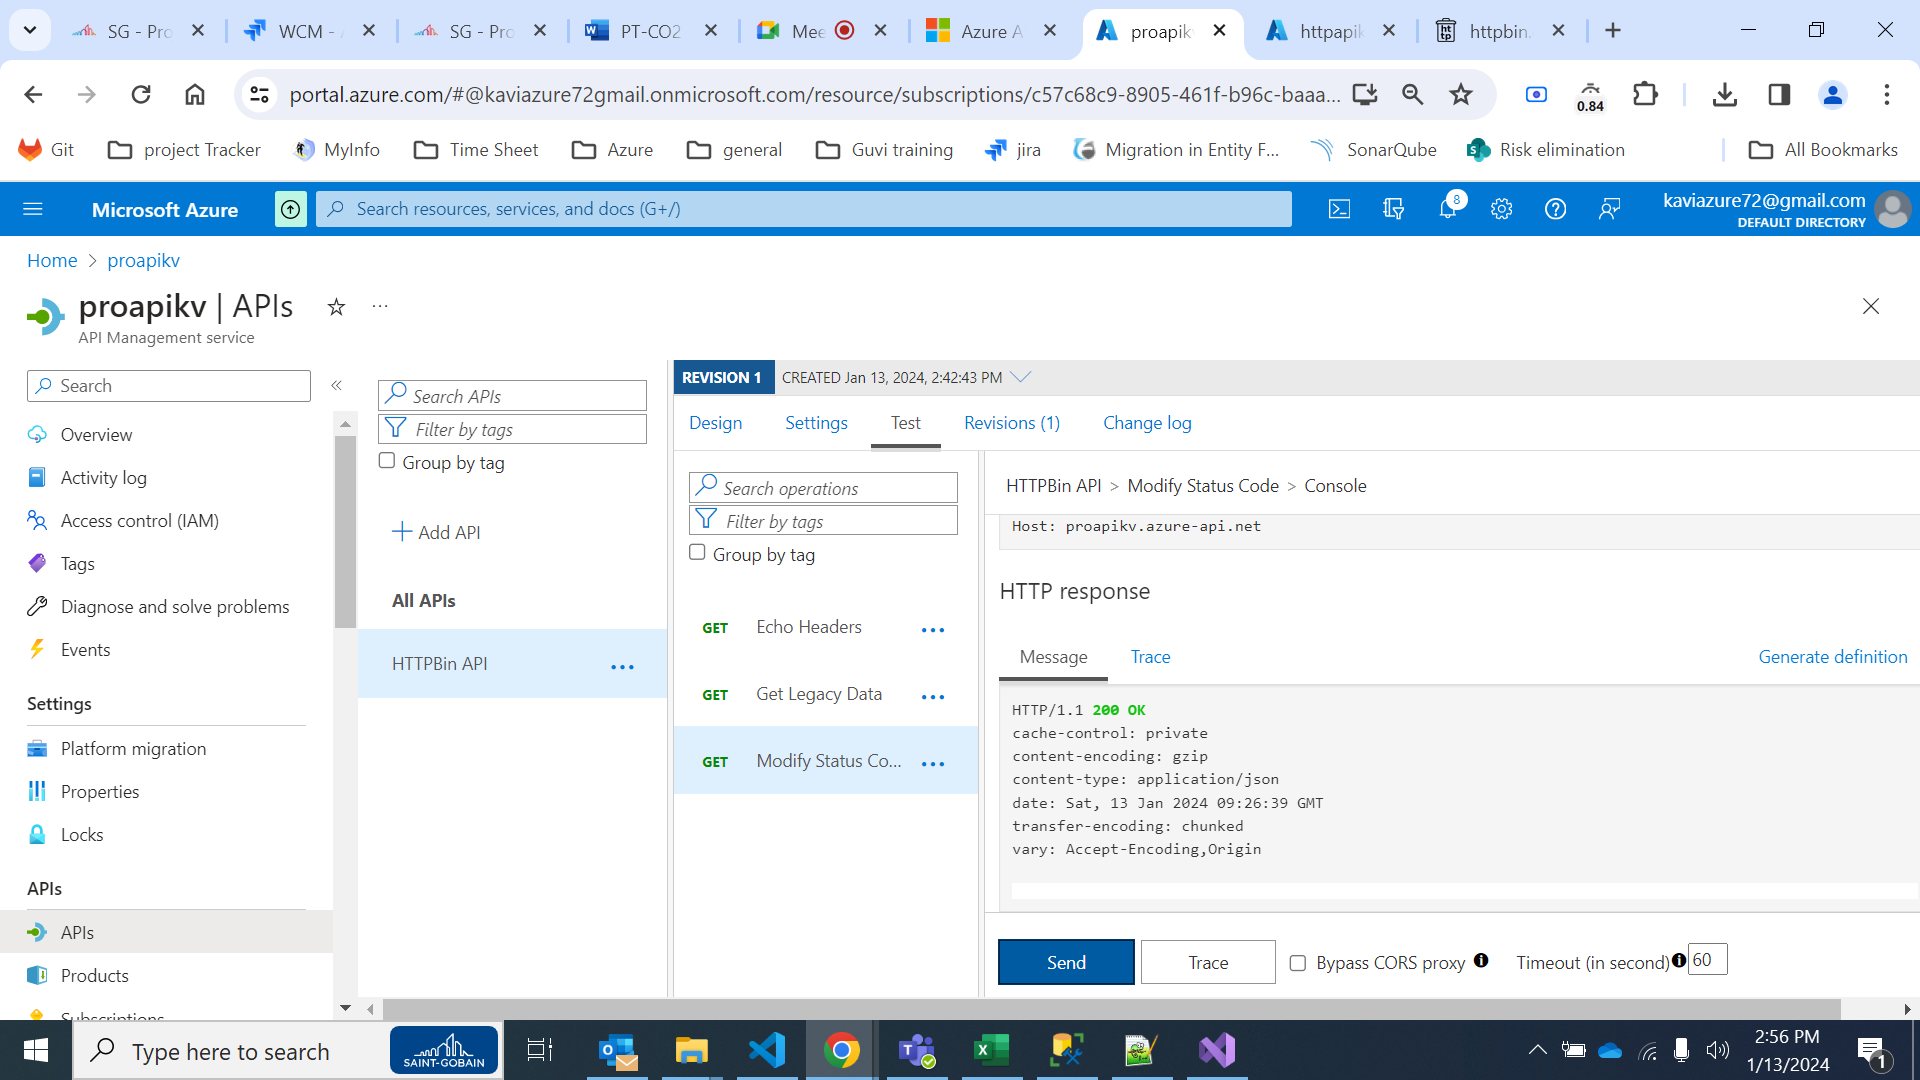 SG - Pro
WCM - A
SG - Pro
PT-CO2
Mee
Azure A
proapik
httpapik
httpbin.
portal.azure.com/#@kaviazure72gmail.onmicrosoft.com/resource/subscriptions/c57c68c9-8905-461f-b96c-baaa...
0.84
Git
project Tracker
MyInfo
Time Sheet
Azure
general
Guvi training
jira
Migration in Entity F...
SonarQube
Risk elimination
All Bookmarks
Microsoft Azure
Search resources, services, and docs (G+/)
8
kaviazure72@gmail.com
DEFAULT DIRECTORY
Home > proapikv
proapikv | APIs
API Management service
Search
Overview
Activity log
Access control (IAM)
Tags
Diagnose and solve problems
Events
Settings
Platform migration
Properties
Locks
APIs
APIs
Products
Subscriptions
Search APIs
Filter by tags
Group by tag
Add API
All APIs
HTTPBin API
REVISION 1
CREATED Jan 13, 2024, 2:42:43 PM
Design
Settings
Test
Revisions (1)
Change log
Search operations
Filter by tags
Group by tag
GET Echo Headers
GET Get Legacy Data
GET Modify Status Co...
HTTPBin API > Modify Status Code > Console
Host: proapikv.azure-api.net
HTTP response
Message
Trace
Generate definition
HTTP/1.1 200 OK
cache-control: private
content-encoding: gzip
content-type: application/json
date: Sat, 13 Jan 2024 09:26:39 GMT
transfer-encoding: chunked
vary: Accept-Encoding,Origin
Send
Trace
Bypass CORS proxy
Timeout (in second)
60
Type here to search
SAINT-GOBAIN
2:56 PM
1/13/2024
1